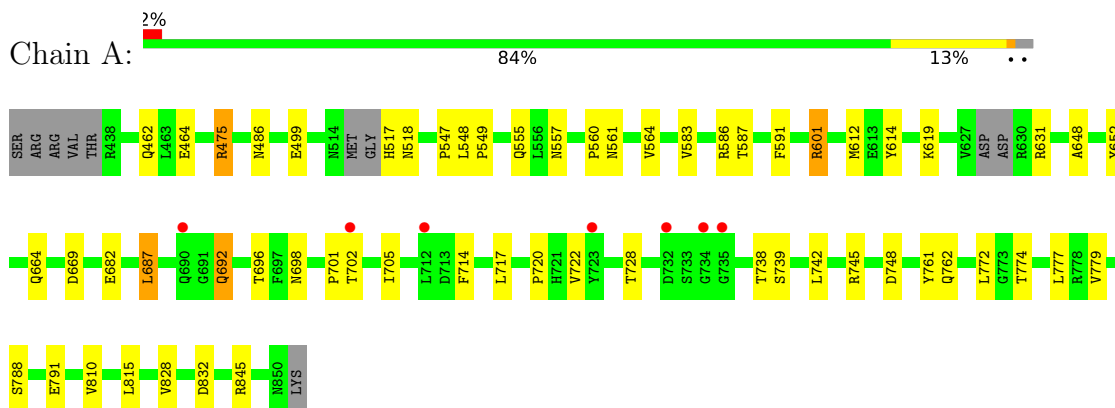 2%
Chain A:
84% 13% • •
SER ARG ARG VAL THR R438 Q462 L463 E464 R475 N486 E499 N514 MET GLY H517 N518 P547 L548 P549 Q555 L556 N557 P560 N561 V564 V583 R586 T587 F591 R601 M612 E613 Y614 K619 V627 ASP ASP R630 R631 A648
Q664 D669 E682 L687 Q690 G691 Q692 T696 F697 N698 P701 T702 I705 L712 D713 F714 L717 P720 H721 V722 Y723 T728 D732 S733 G734 G735 T738 S739 L742 R745 D748 Y761 Q762 L772 G773 T774 L777 R778 V779
S788 E791 V810 L815 V828 D832 R845 N850 LYS